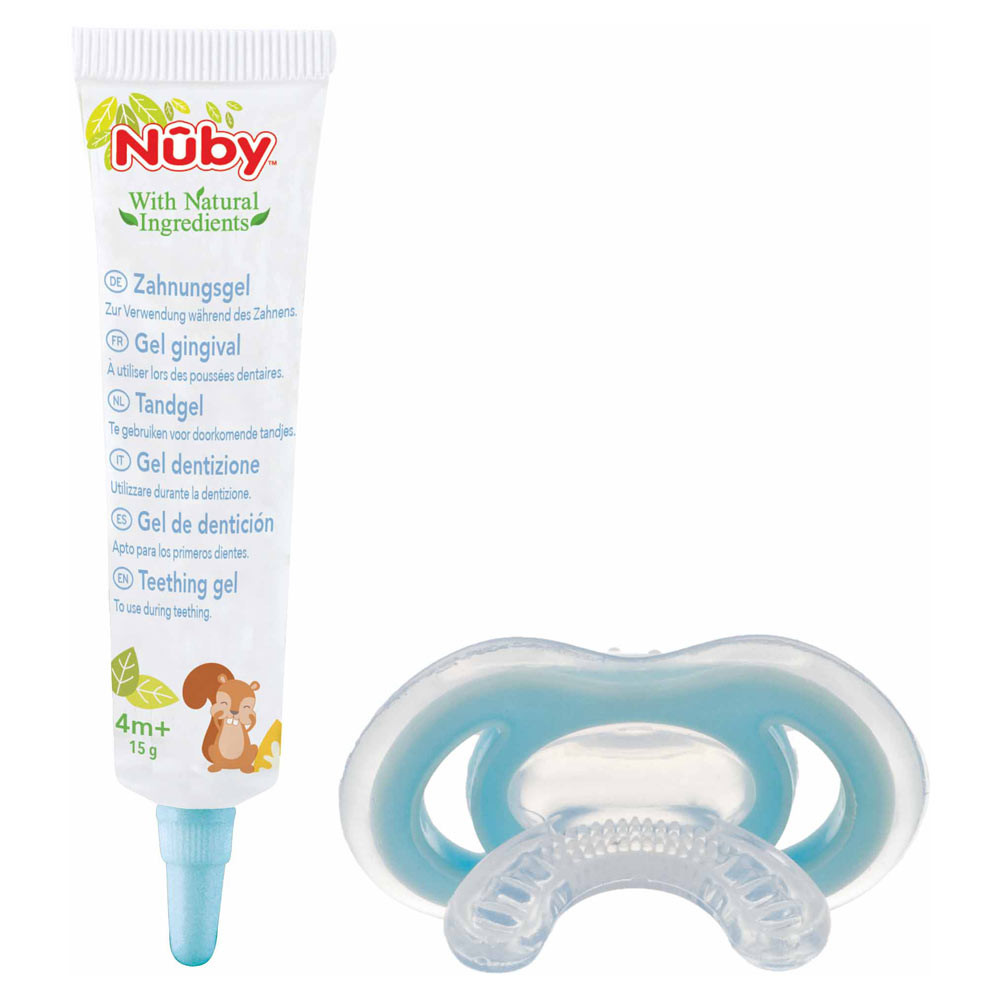 Nûby™
With Natural
Ingredients
DE Zahnungsgel
Zur Verwendung während des Zahnens.
FR Gel gingival
À utiliser lors des poussées dentaires.
NL Tandgel
Te gebruiken voor doorkomende tandjes.
IT Gel dentizione
Utilizzare durante la dentizione.
ES Gel de dentición
Apto para los primeros dientes.
EN Teething gel
To use during teething.
4m+
15 g